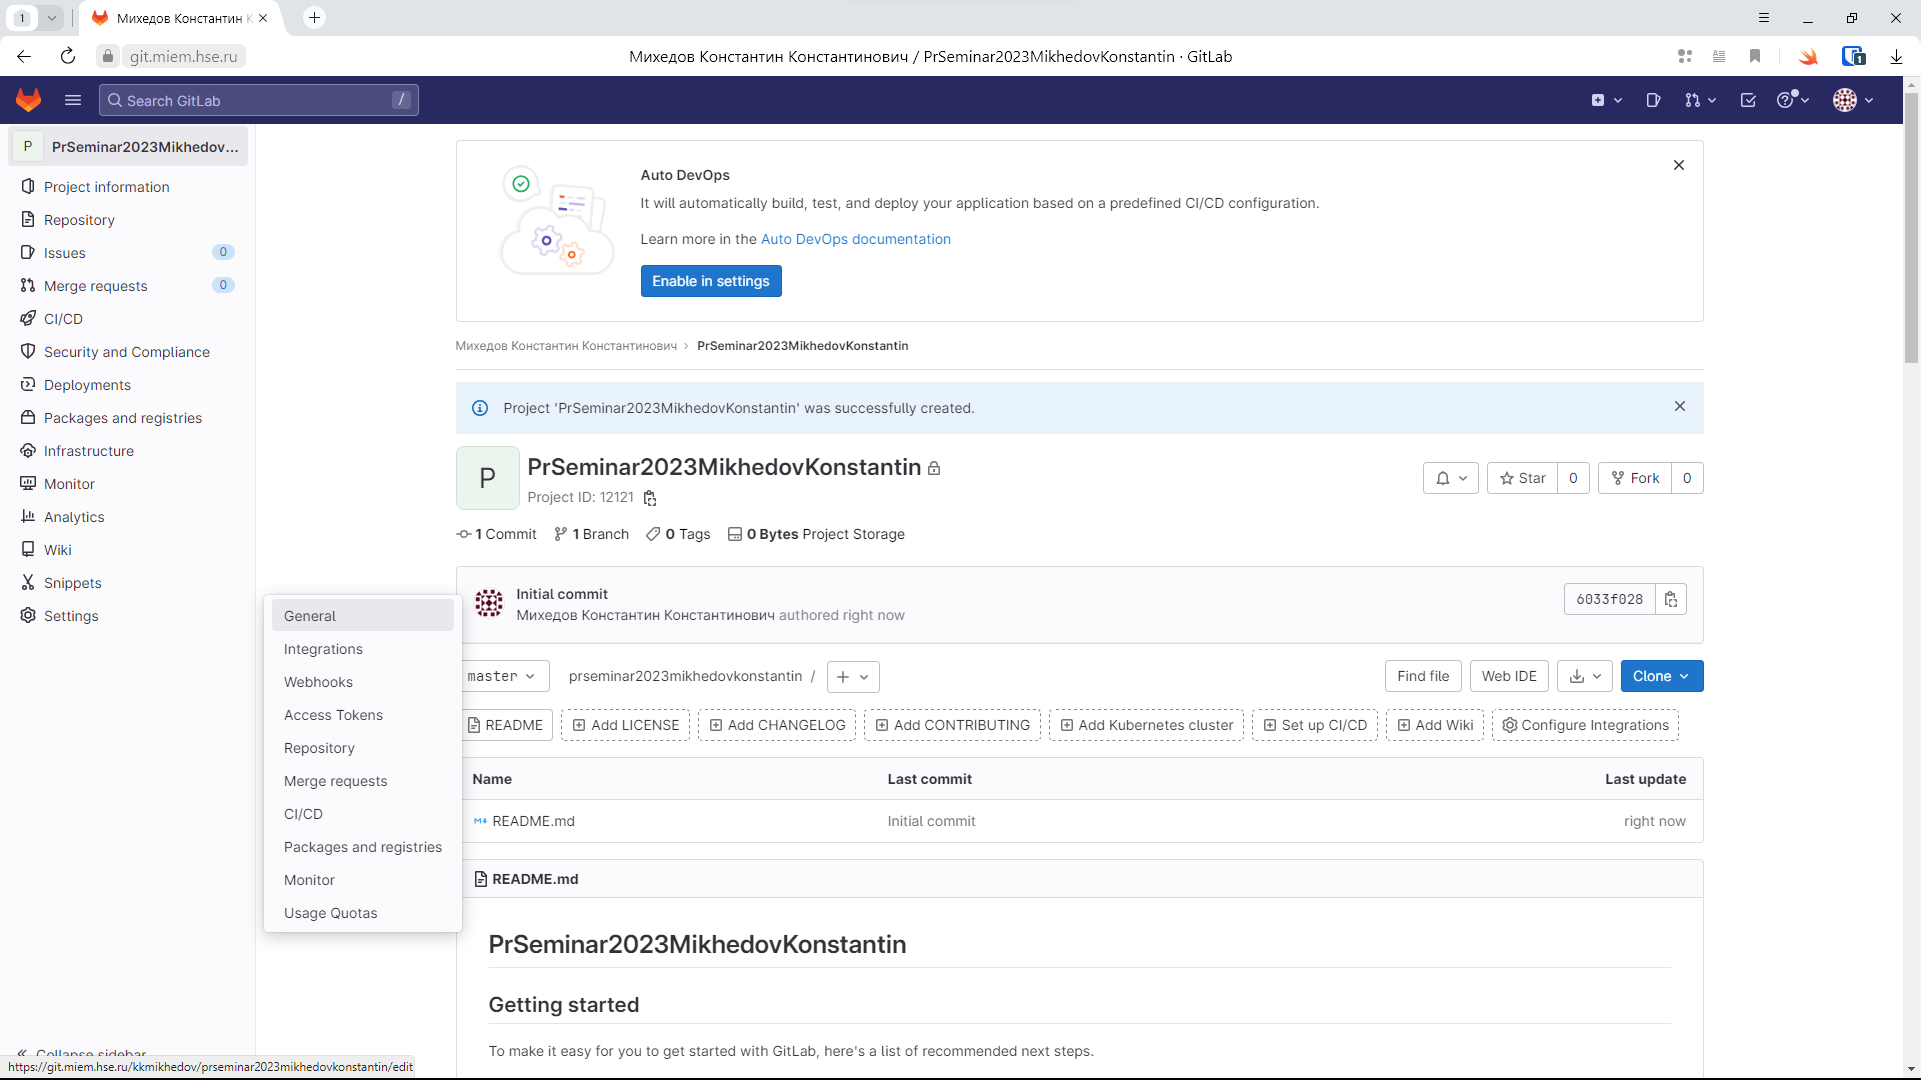 1
Михедов Константин К
git.miem.hse.ru
Михедов Константин Константинович / PrSeminar2023MikhedovKonstantin · GitLab
1
Search GitLab
/
P
PrSeminar2023Mikhedov...
Project information
Repository
Issues
0
Merge requests
0
CI/CD
Security and Compliance
Deployments
Packages and registries
Infrastructure
Monitor
Analytics
Wiki
Snippets
Settings
Collapse sidebar
https://git.miem.hse.ru/kkmikhedov/prseminar2023mikhedovkonstantin/edit
General
Integrations
Webhooks
Access Tokens
Repository
Merge requests
CI/CD
Packages and registries
Monitor
Usage Quotas
Auto DevOps
It will automatically build, test, and deploy your application based on a predefined CI/CD configuration.
Learn more in the Auto DevOps documentation
Enable in settings
Михедов Константин Константинович › PrSeminar2023MikhedovKonstantin
Project 'PrSeminar2023MikhedovKonstantin' was successfully created.
P
PrSeminar2023MikhedovKonstantin
Project ID: 12121
Star 0
Fork 0
1 Commit 1 Branch 0 Tags 0 Bytes Project Storage
Initial commit
Михедов Константин Константинович authored right now
6033f028
master
prseminar2023mikhedovkonstantin / +
Find file
Web IDE
Clone
README
Add LICENSE
Add CHANGELOG
Add CONTRIBUTING
Add Kubernetes cluster
Set up CI/CD
Add Wiki
Configure Integrations
Name Last commit Last update
README.md Initial commit right now
README.md
PrSeminar2023MikhedovKonstantin
Getting started
To make it easy for you to get started with GitLab, here's a list of recommended next steps.